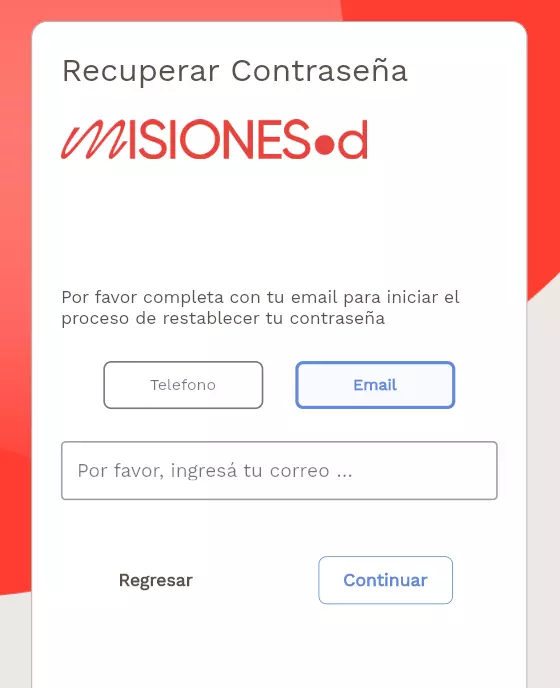 Recuperar Contraseña
MISIONES•d
Por favor completa con tu email para iniciar el
proceso de restablecer tu contraseña
Telefono
Email
Por favor, ingresá tu correo ...
Regresar
Continuar